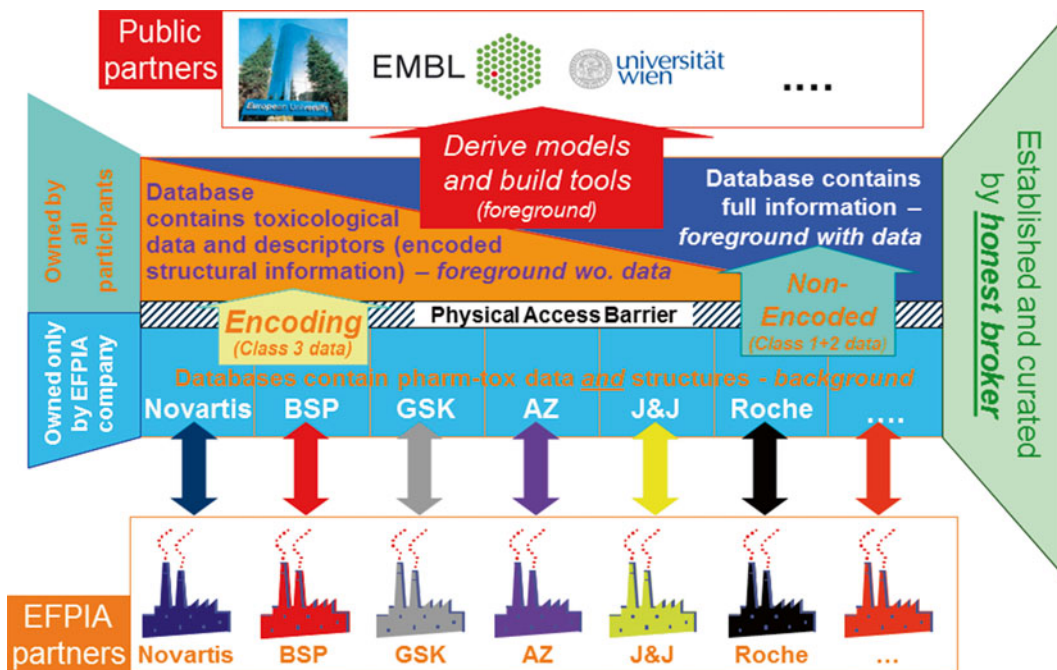 Public
partners
European University
EMBL
universität
wien
....
Derive models
and build tools
(foreground)
Established and curated
by honest broker
Owned by
all
participants
Database
contains toxicological
data and descriptors (encoded
structural information) – foreground wo. data
Database contains
full information –
foreground with data
Encoding
(Class 3 data)
Physical Access Barrier
Non-
Encoded
(Class 1+2 data)
Owned only
by EFPIA
company
Databases contain pharm-tox data and structures - background
Novartis
BSP
GSK
AZ
J&J
Roche
....
EFPIA
partners
Novartis
BSP
GSK
AZ
J&J
Roche
...